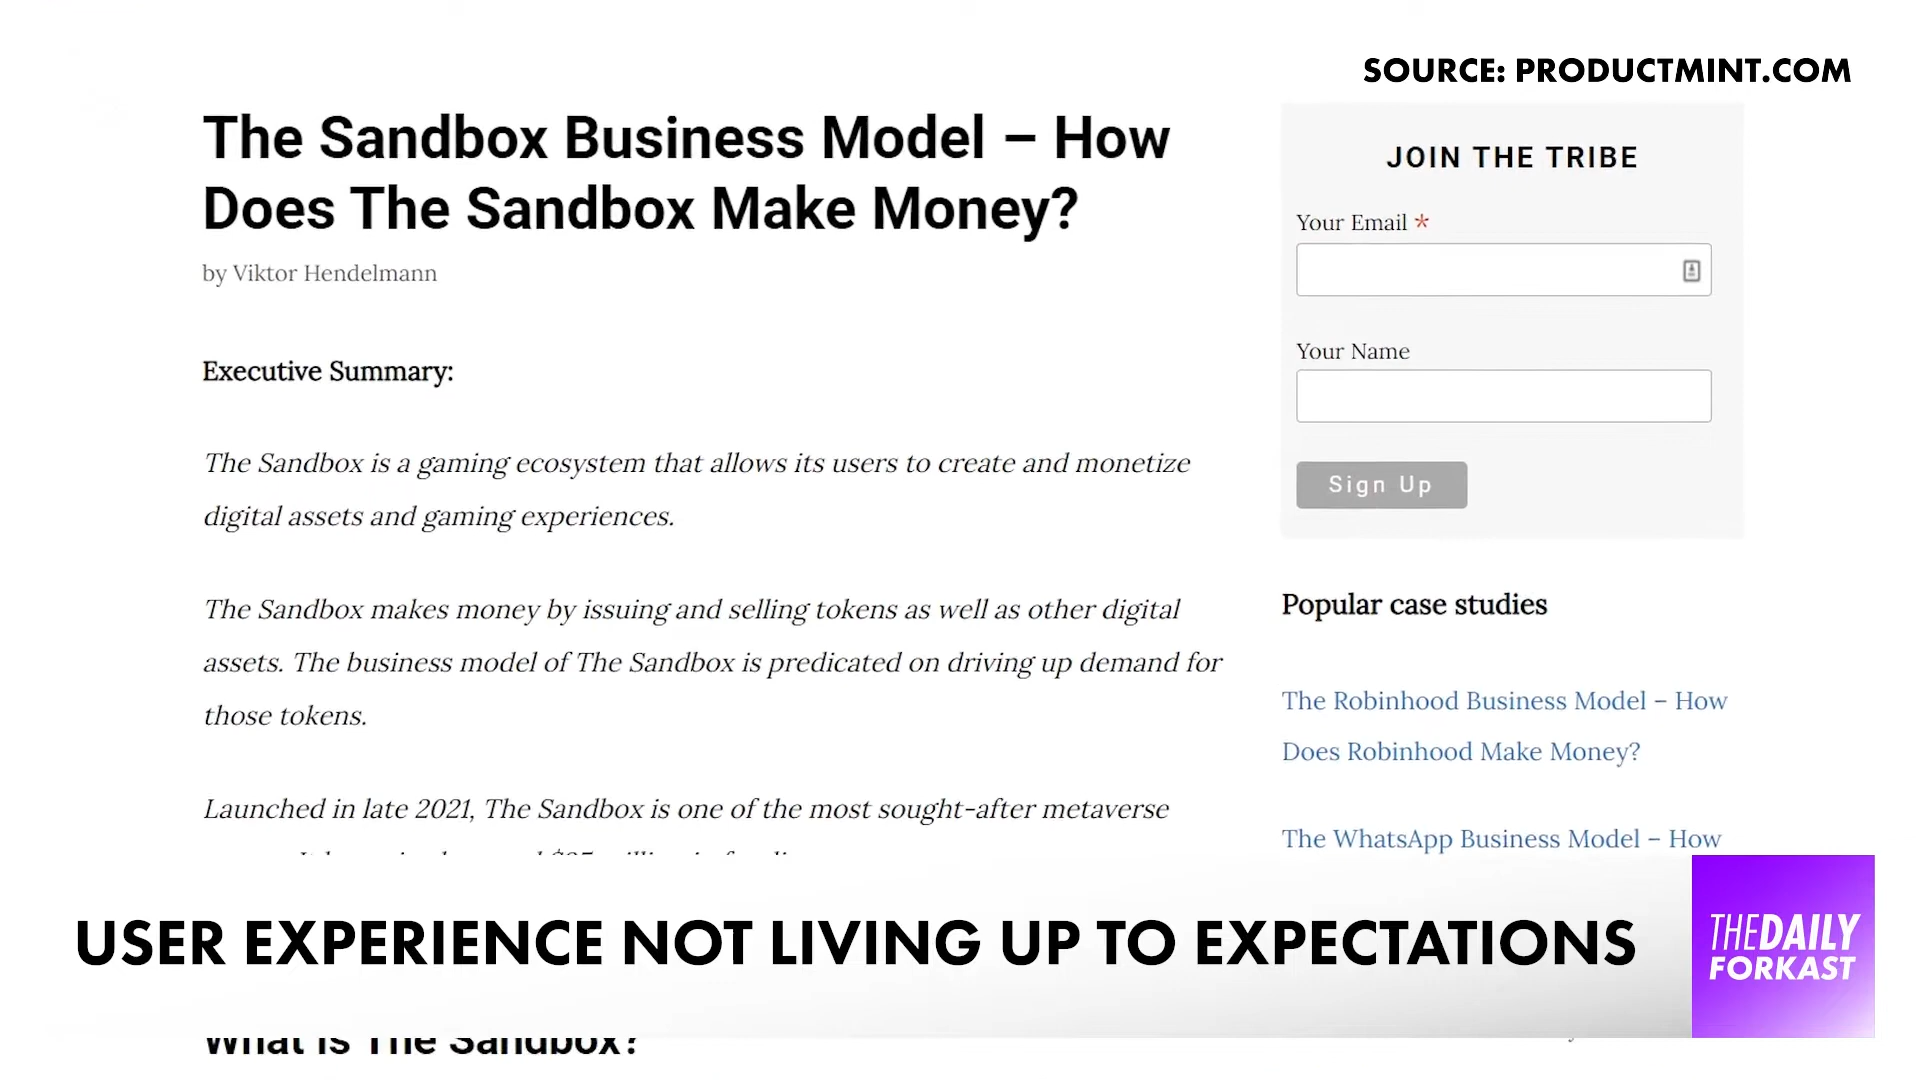 SOURCE: PRODUCTMINT.COM
The Sandbox Business Model – How
Does The Sandbox Make Money?
by Viktor Hendelmann
Executive Summary:
The Sandbox is a gaming ecosystem that allows its users to create and monetize
digital assets and gaming experiences.
The Sandbox makes money by issuing and selling tokens as well as other digital
assets. The business model of The Sandbox is predicated on driving up demand for
those tokens.
Launched in late 2021, The Sandbox is one of the most sought-after metaverse
JOIN THE TRIBE
Your Email *
Your Name
Sign Up
Popular case studies
The Robinhood Business Model – How
Does Robinhood Make Money?
The WhatsApp Business Model – How
USER EXPERIENCE NOT LIVING UP TO EXPECTATIONS
THE DAILY
FORKAST
What is The Sandbox?